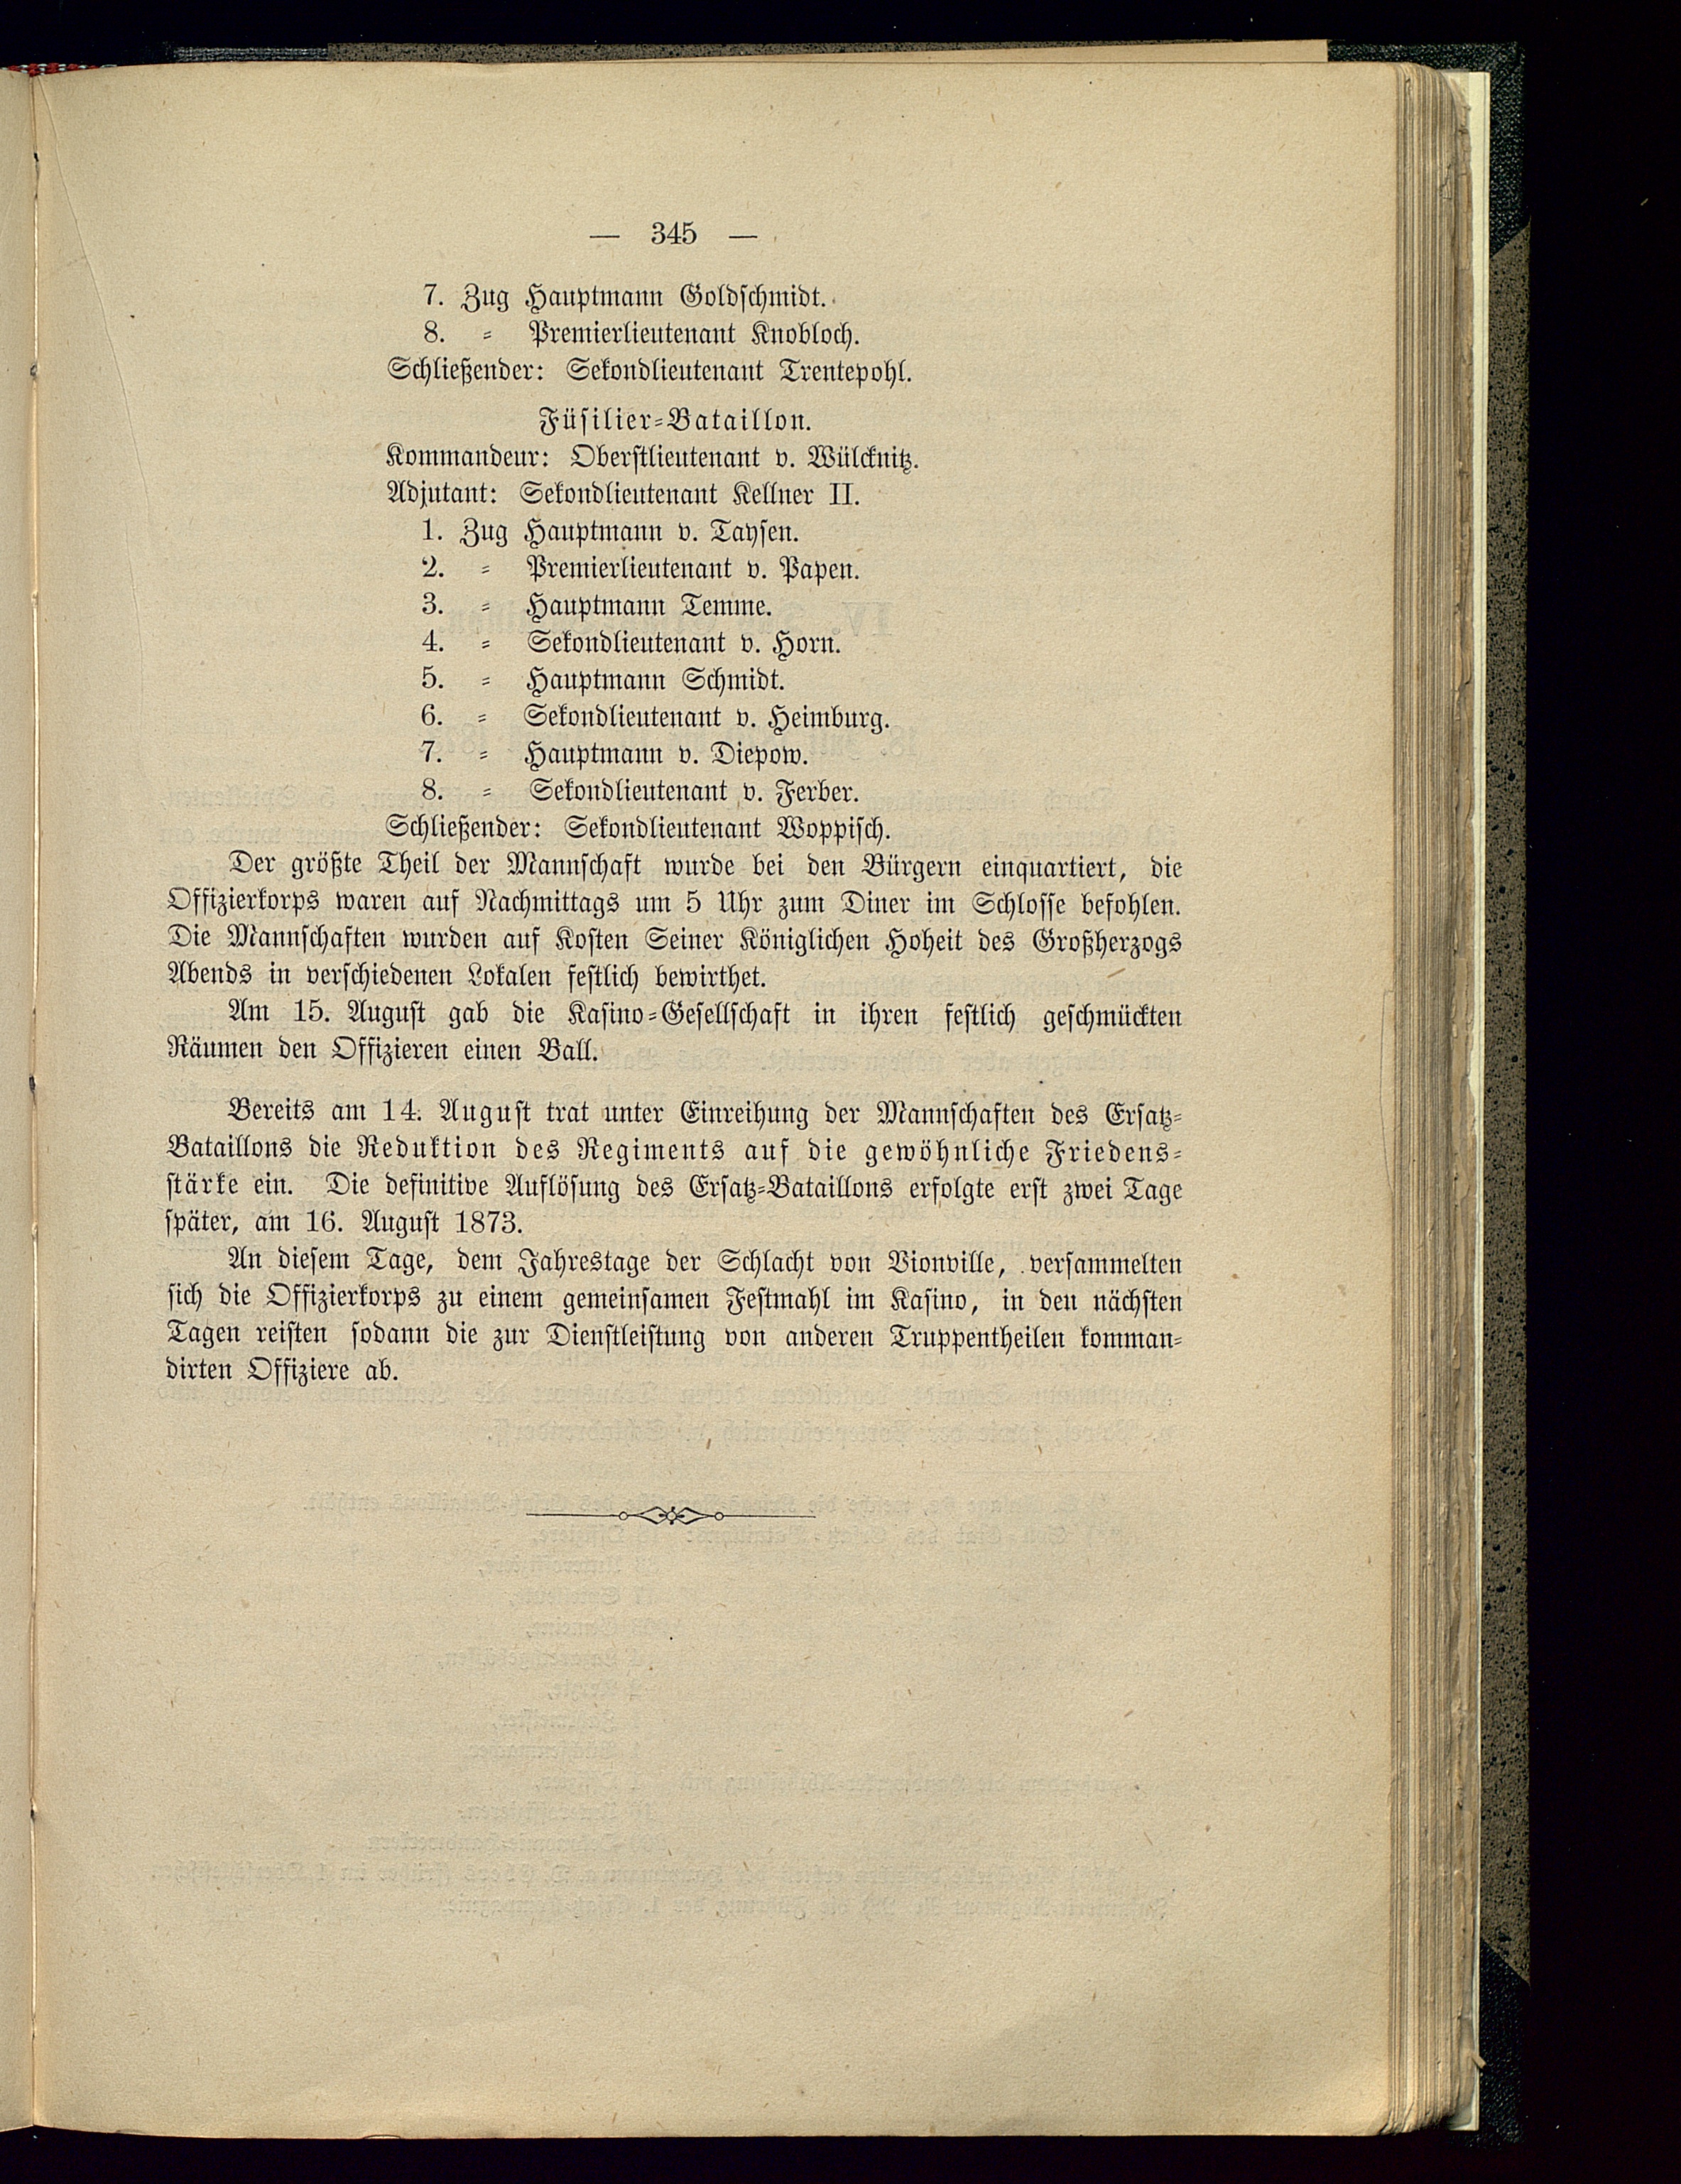 — 345 —
7. Zug Hauptmann Goldschmidt.
8. = Premierlieutenant Knobloch.
Schließender: Sekondlieutenant Trentepohl.
Füsilier=Bataillon.
Kommandeur: Oberstlieutenant v. Wülcknitz.
Adjutant: Sekondlieutenant Kellner II.
1. Zug Hauptmann v. Taysen.
2. = Premierlieutenant v. Papen.
3. = Hauptmann Temme.
4. = Sekondlieutenant v. Horn.
5. = Hauptmann Schmidt.
6. = Sekondlieutenant v. Heimburg.
7. = Hauptmann v. Diepow.
8. = Sekondlieutenant v. Ferber.
Schließender: Sekondlieutenant Woppisch.
Der größte Theil der Mannschaft wurde bei den Bürgern einquartiert, die
Offizierkorps waren auf Nachmittags um 5 Uhr zum Diner im Schlosse befohlen.
Die Mannschaften wurden auf Kosten Seiner Königlichen Hoheit des Großherzogs
Abends in verschiedenen Lokalen festlich bewirthet.
Am 15. August gab die Kasino=Gesellschaft in ihren festlich geschmückten
Räumen den Offizieren einen Ball.
Bereits am 14. August trat unter Einreihung der Mannschaften des Ersatz=
Bataillons die Reduktion des Regiments auf die gewöhnliche Friedens=
stärke ein. Die definitive Auflösung des Ersatz=Bataillons erfolgte erst zwei Tage
später, am 16. August 1873.
An diesem Tage, dem Jahrestage der Schlacht von Vionville, versammelten
sich die Offizierkorps zu einem gemeinsamen Festmahl im Kasino, in den nächsten
Tagen reisten sodann die zur Dienstleistung von anderen Truppentheilen komman=
dirten Offiziere ab.